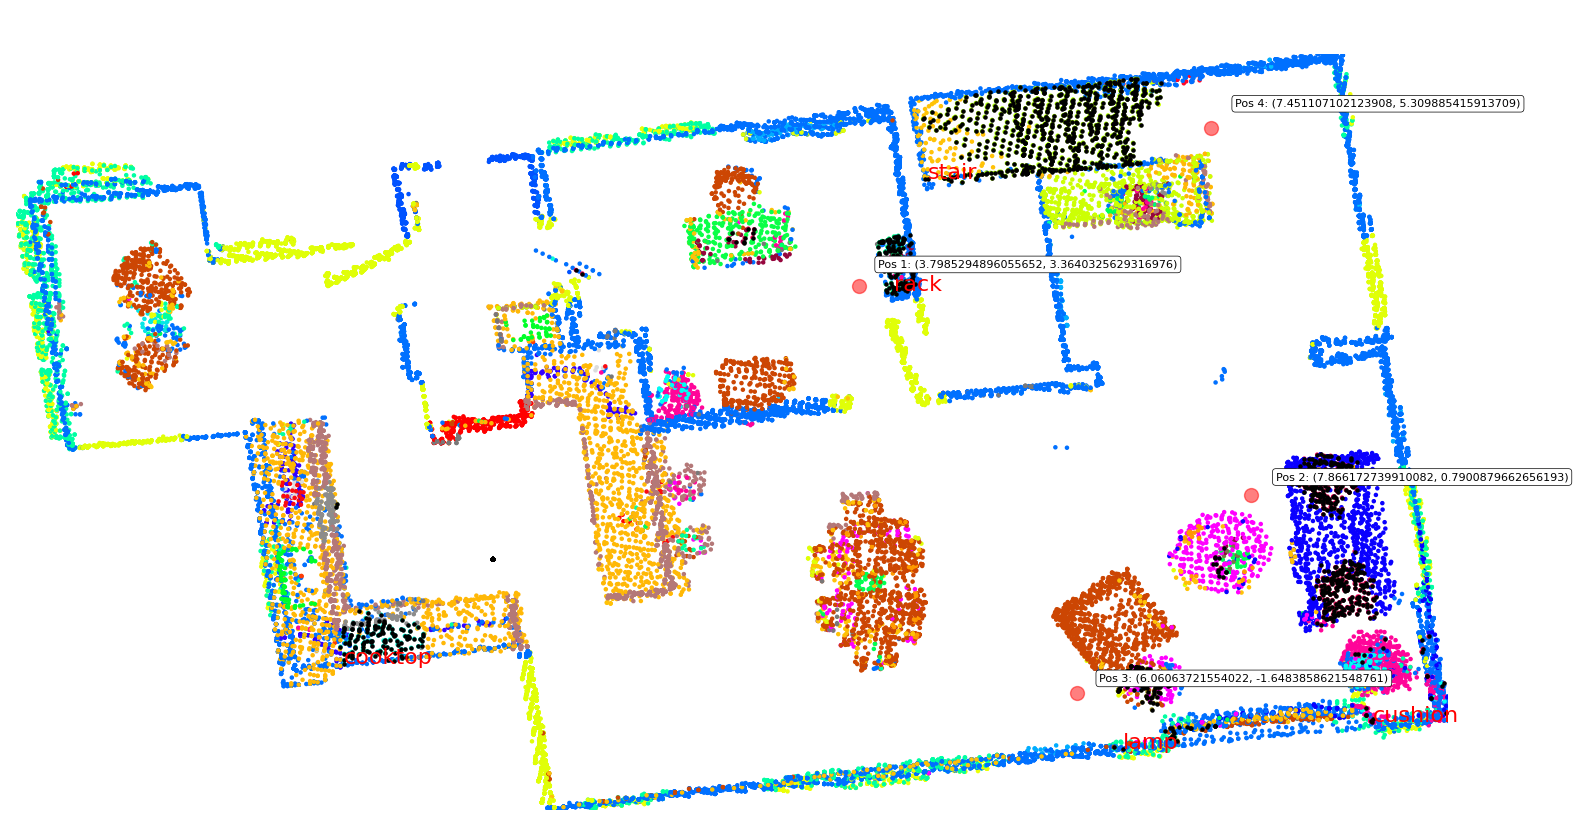 Pos 4: (7.451107102123908, 5.309885415913709)
stair
Pos 1: (3.7985294896055652, 3.3640325629316976)
rack
Pos 2: (7.866172739910082, 0.7900879662656193)
cooktop
Pos 3: (6.06063721554022, -1.6483858621548761)
cushion
lamp